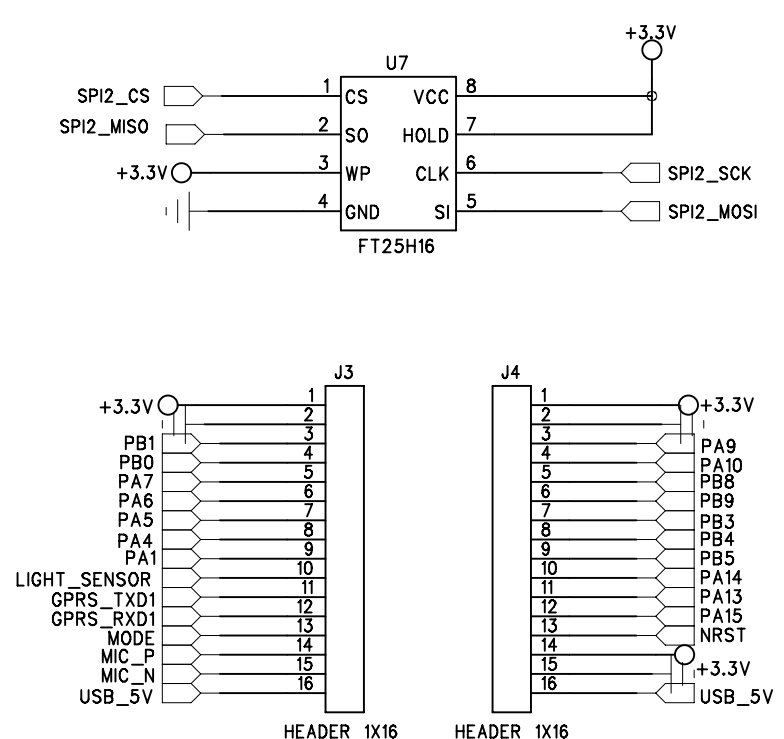 +3.3V
U7
SPI2_CS 1 CS VCC 8
SPI2_MISO 2 SO HOLD 7
+3.3V 3 WP CLK 6 SPI2_SCK
4 GND SI 5 SPI2_MOSI
FT25H16
J3 J4
+3.3V 1 1 +3.3V
2 2
PB1 3 3 PA9
PB0 4 4 PA10
PA7 5 5 PB8
PA6 6 6 PB9
PA5 7 7 PB3
PA4 8 8 PB4
PA1 9 9 PB5
LIGHT_SENSOR 10 10 PA14
GPRS_TXD1 11 11 PA13
GPRS_RXD1 12 12 PA15
MODE 13 13 NRST
MIC_P 14 14
MIC_N 15 15 +3.3V
USB_5V 16 16 USB_5V
HEADER 1X16 HEADER 1X16